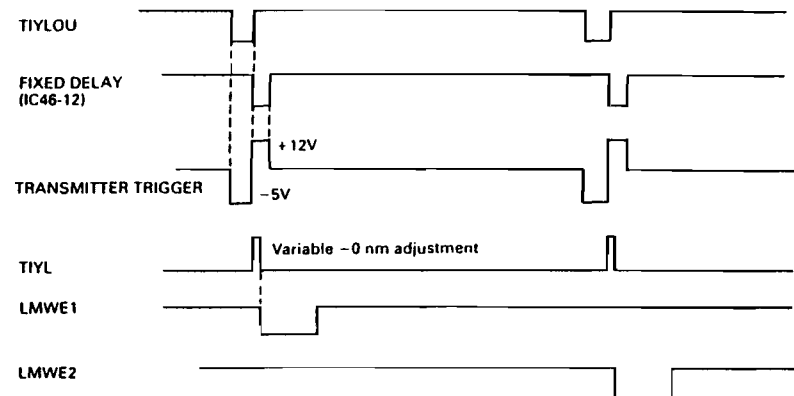 TIYLOU
FIXED DELAY
(IC46-12)
+12V
TRANSMITTER TRIGGER
-5V
Variable -0 nm adjustment
TIYL
LMWE1
LMWE2